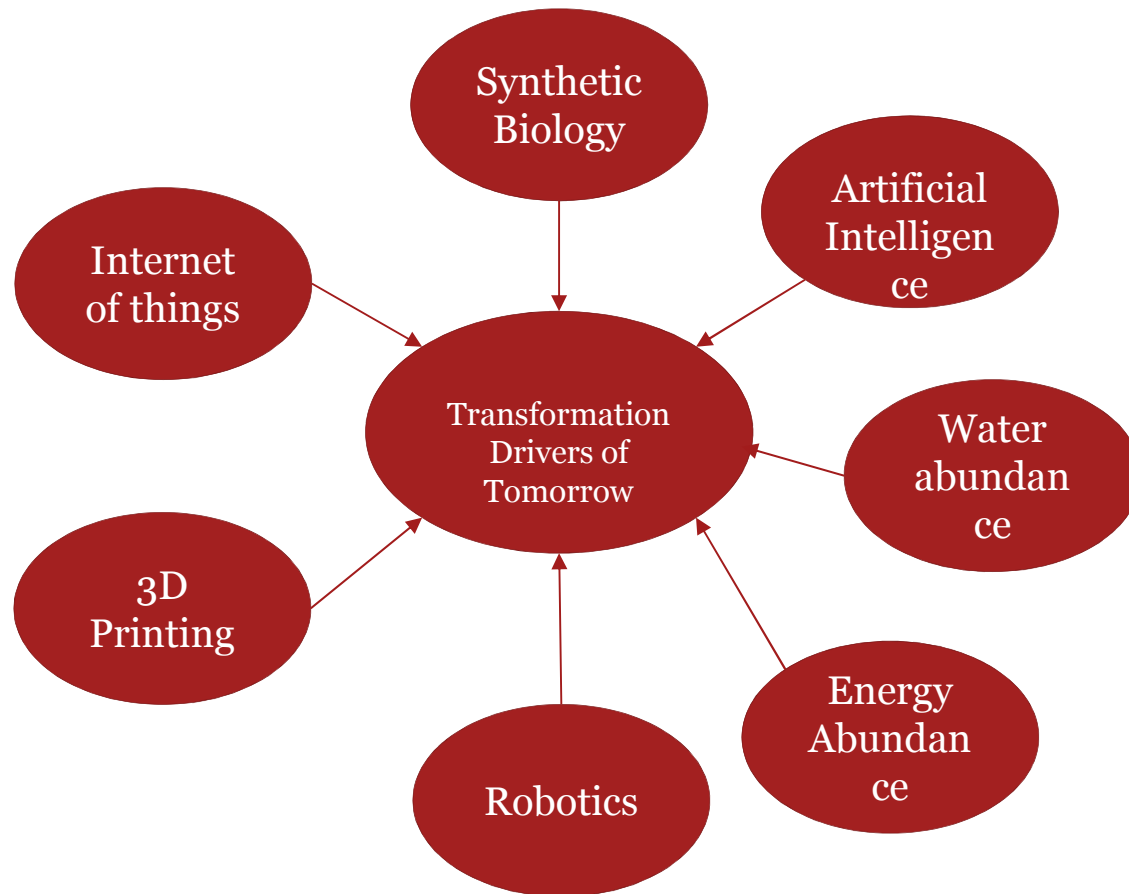 Synthetic
Biology
Artificial
Intelligen
ce
Internet
of things
Transformation
Drivers of
Tomorrow
Water
abundan
ce
3D
Printing
Energy
Abundan
ce
Robotics